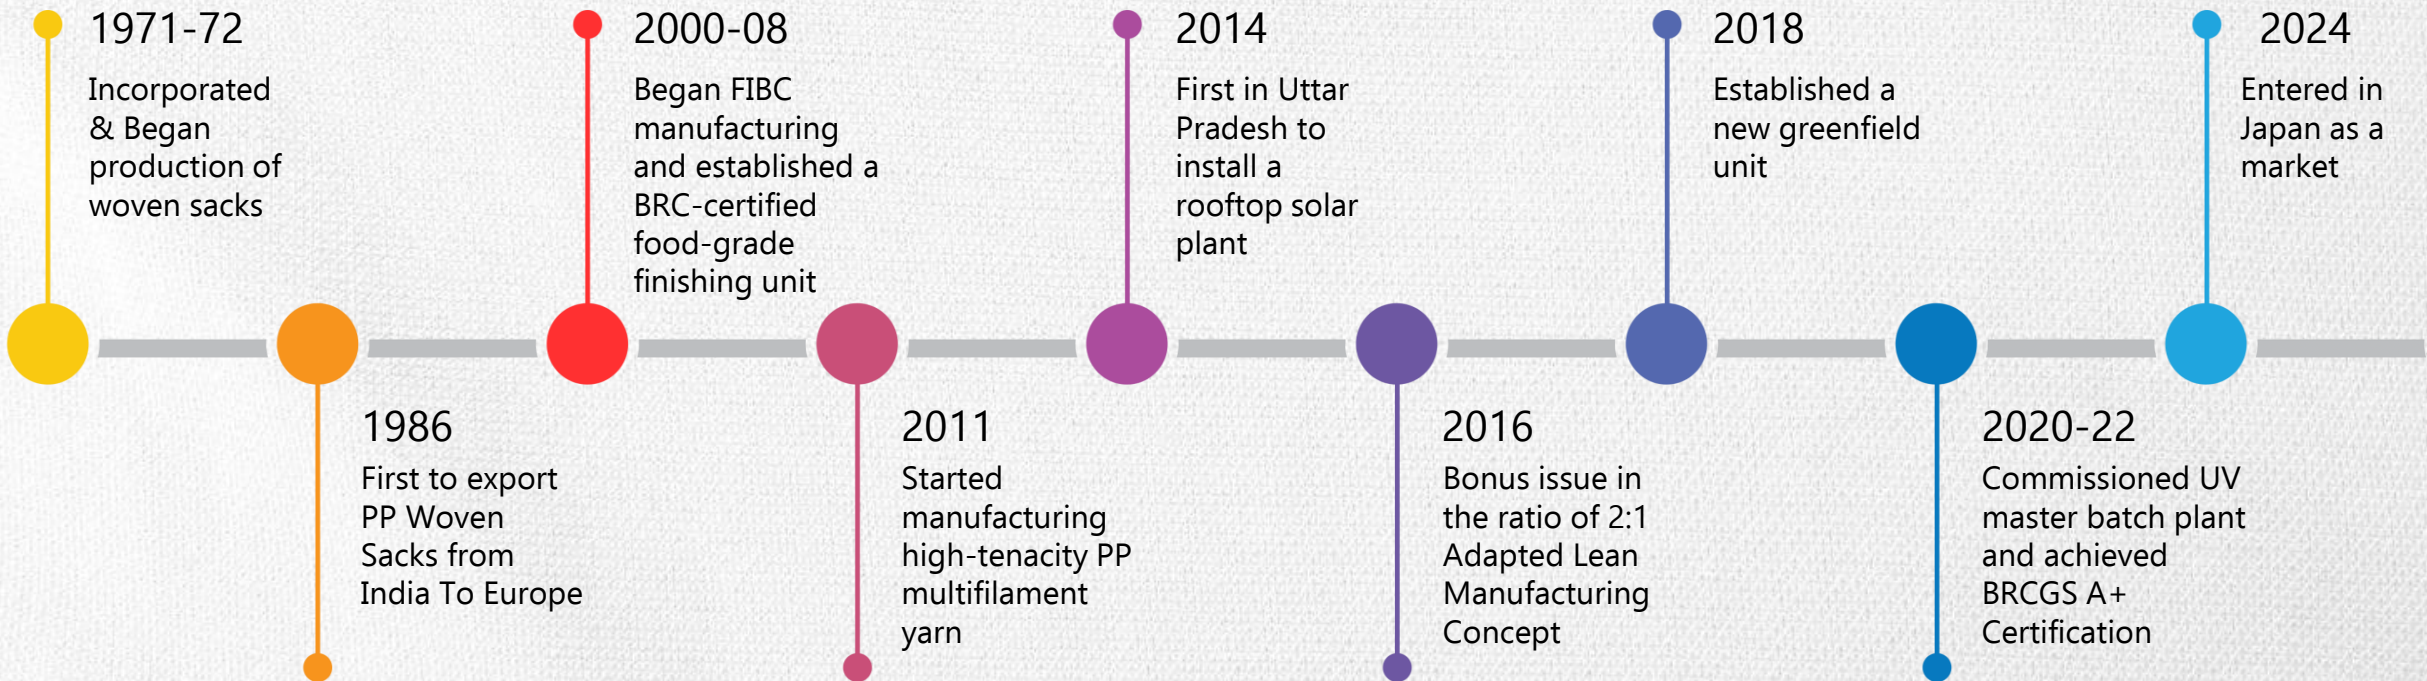 1971-72
Incorporated
& Began
production of
woven sacks
1986
First to export
PP Woven
Sacks from
India To Europe
2000-08
Began FIBC
manufacturing
and established a
BRC-certified
food-grade
finishing unit
2011
Started
manufacturing
high-tenacity PP
multifilament
yarn
2014
First in Uttar
Pradesh to
install a
rooftop solar
plant
2016
Bonus issue in
the ratio of 2:1
Adapted Lean
Manufacturing
Concept
2018
Established a
new greenfield
unit
2020-22
Commissioned UV
master batch plant
and achieved
BRCGS A+
Certification
2024
Entered in
Japan as a
market